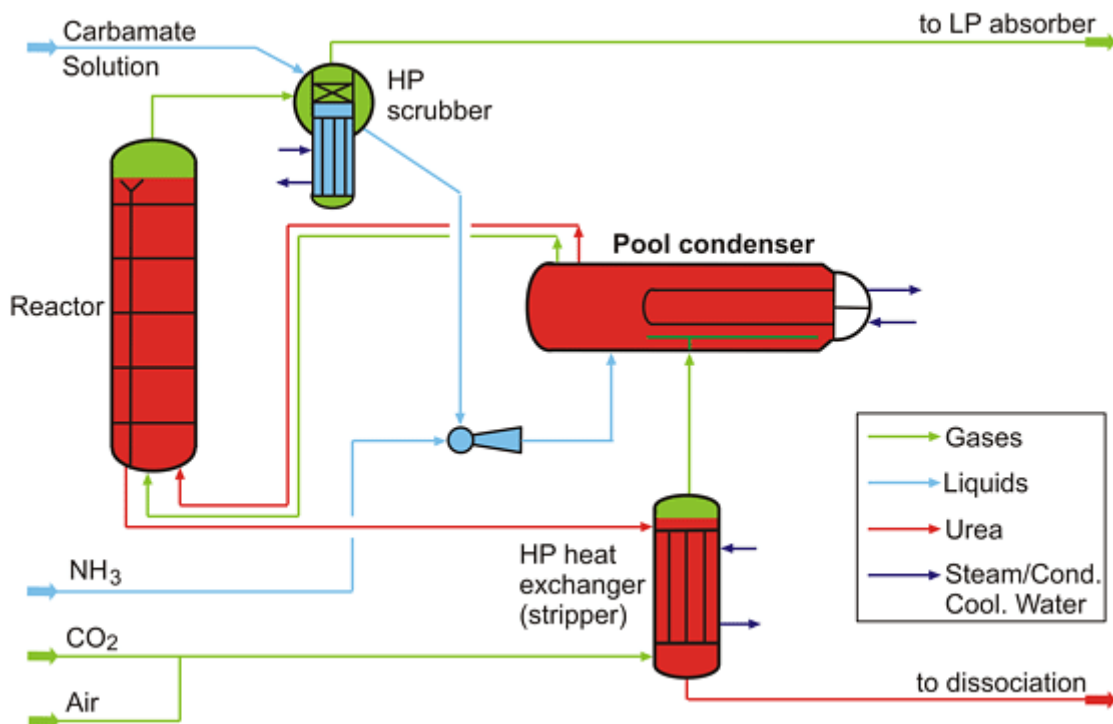 Carbamate
Solution
to LP absorber
HP
scrubber
Pool condenser
Reactor
Gases
Liquids
Urea
Steam/Cond.
Cool. Water
HP heat
exchanger
(stripper)
NH3
CO2
Air
to dissociation